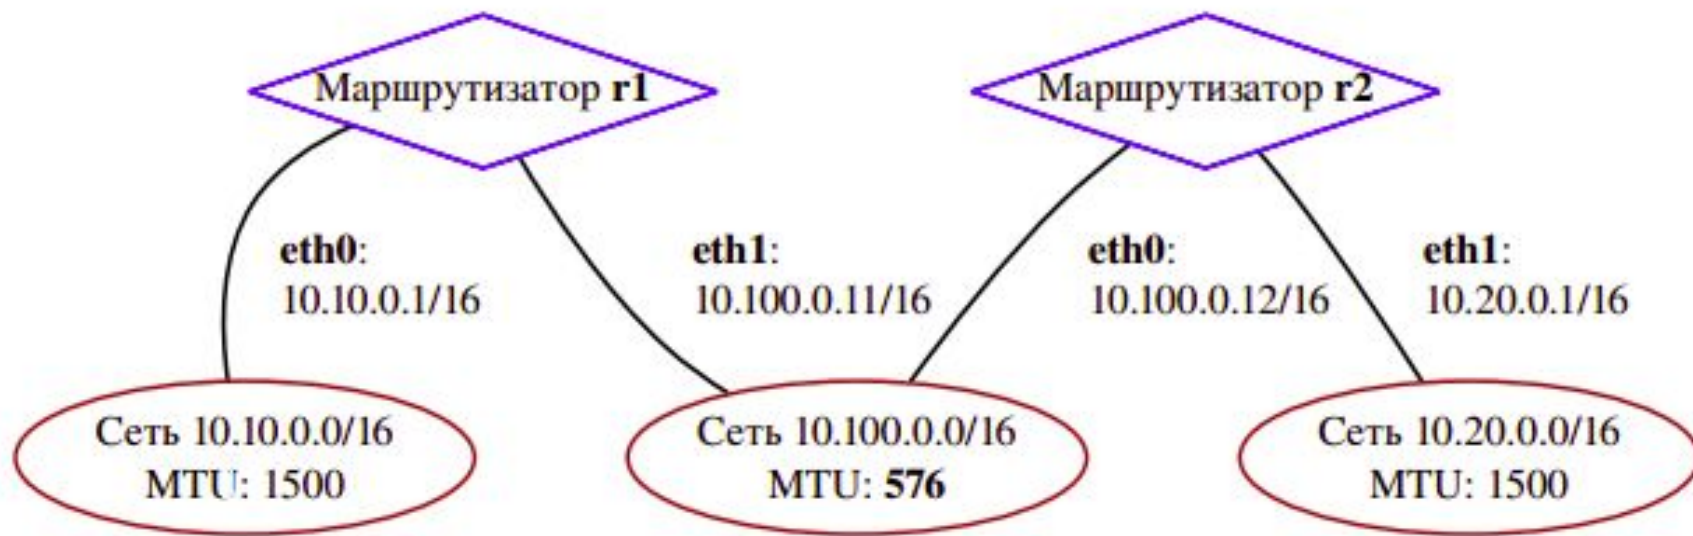 Маршрутизатор r1
Маршрутизатор r2
eth0:
10.10.0.1/16
eth1:
10.100.0.11/16
eth0:
10.100.0.12/16
eth1:
10.20.0.1/16
Сеть 10.10.0.0/16
MTU: 1500
Сеть 10.100.0.0/16
MTU: 576
Сеть 10.20.0.0/16
MTU: 1500